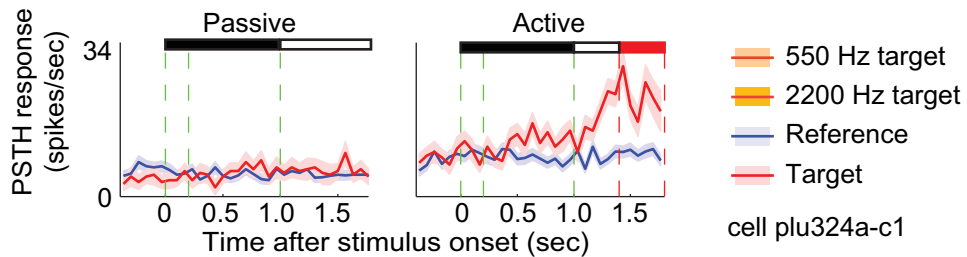 Passive
Active
34
34
PSTH response
(spikes/sec)
0
0
0 0.5 1.0 1.5
0 0.5 1.0 1.5
Time after stimulus onset (sec)
550 Hz target
2200 Hz target
Reference
Target
cell plu324a-c1